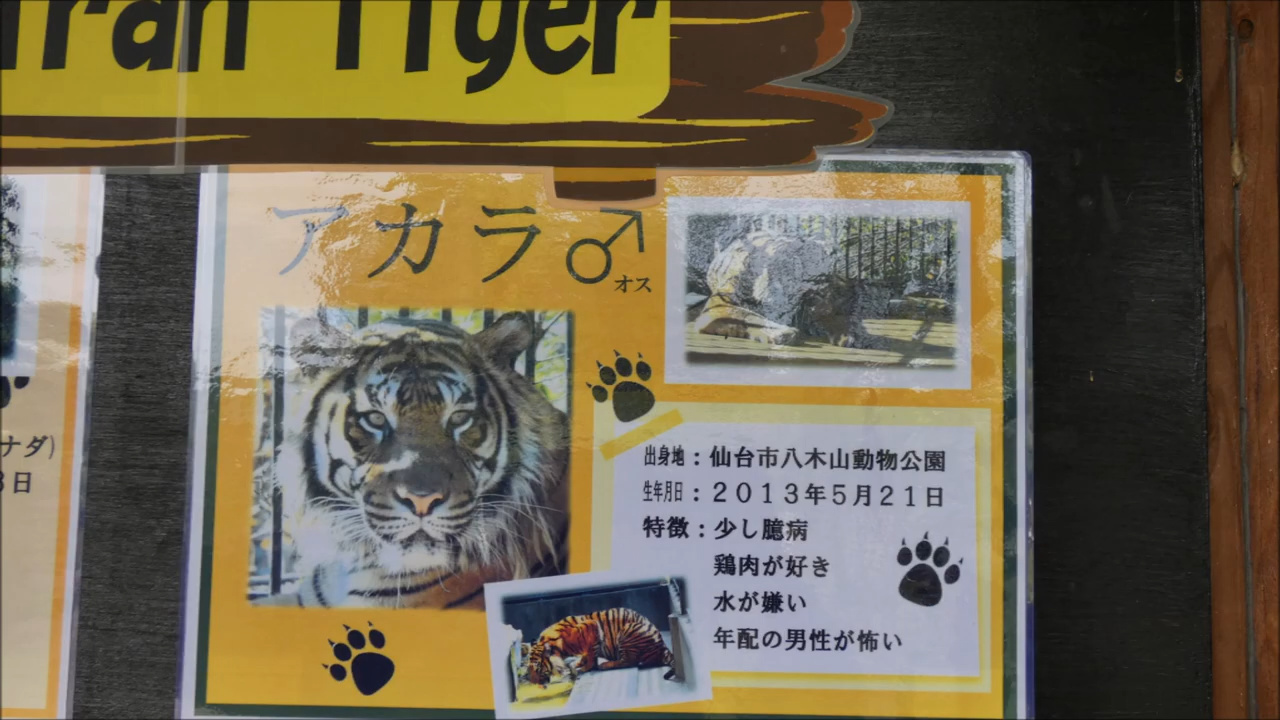 tran Tiger
アカラ♂
オス
ナダ)
8日
出身地：仙台市八木山動物公園
生年月日：２０１３年５月２１日
特徴：少し臆病
鶏肉が好き
水が嫌い
年配の男性が怖い